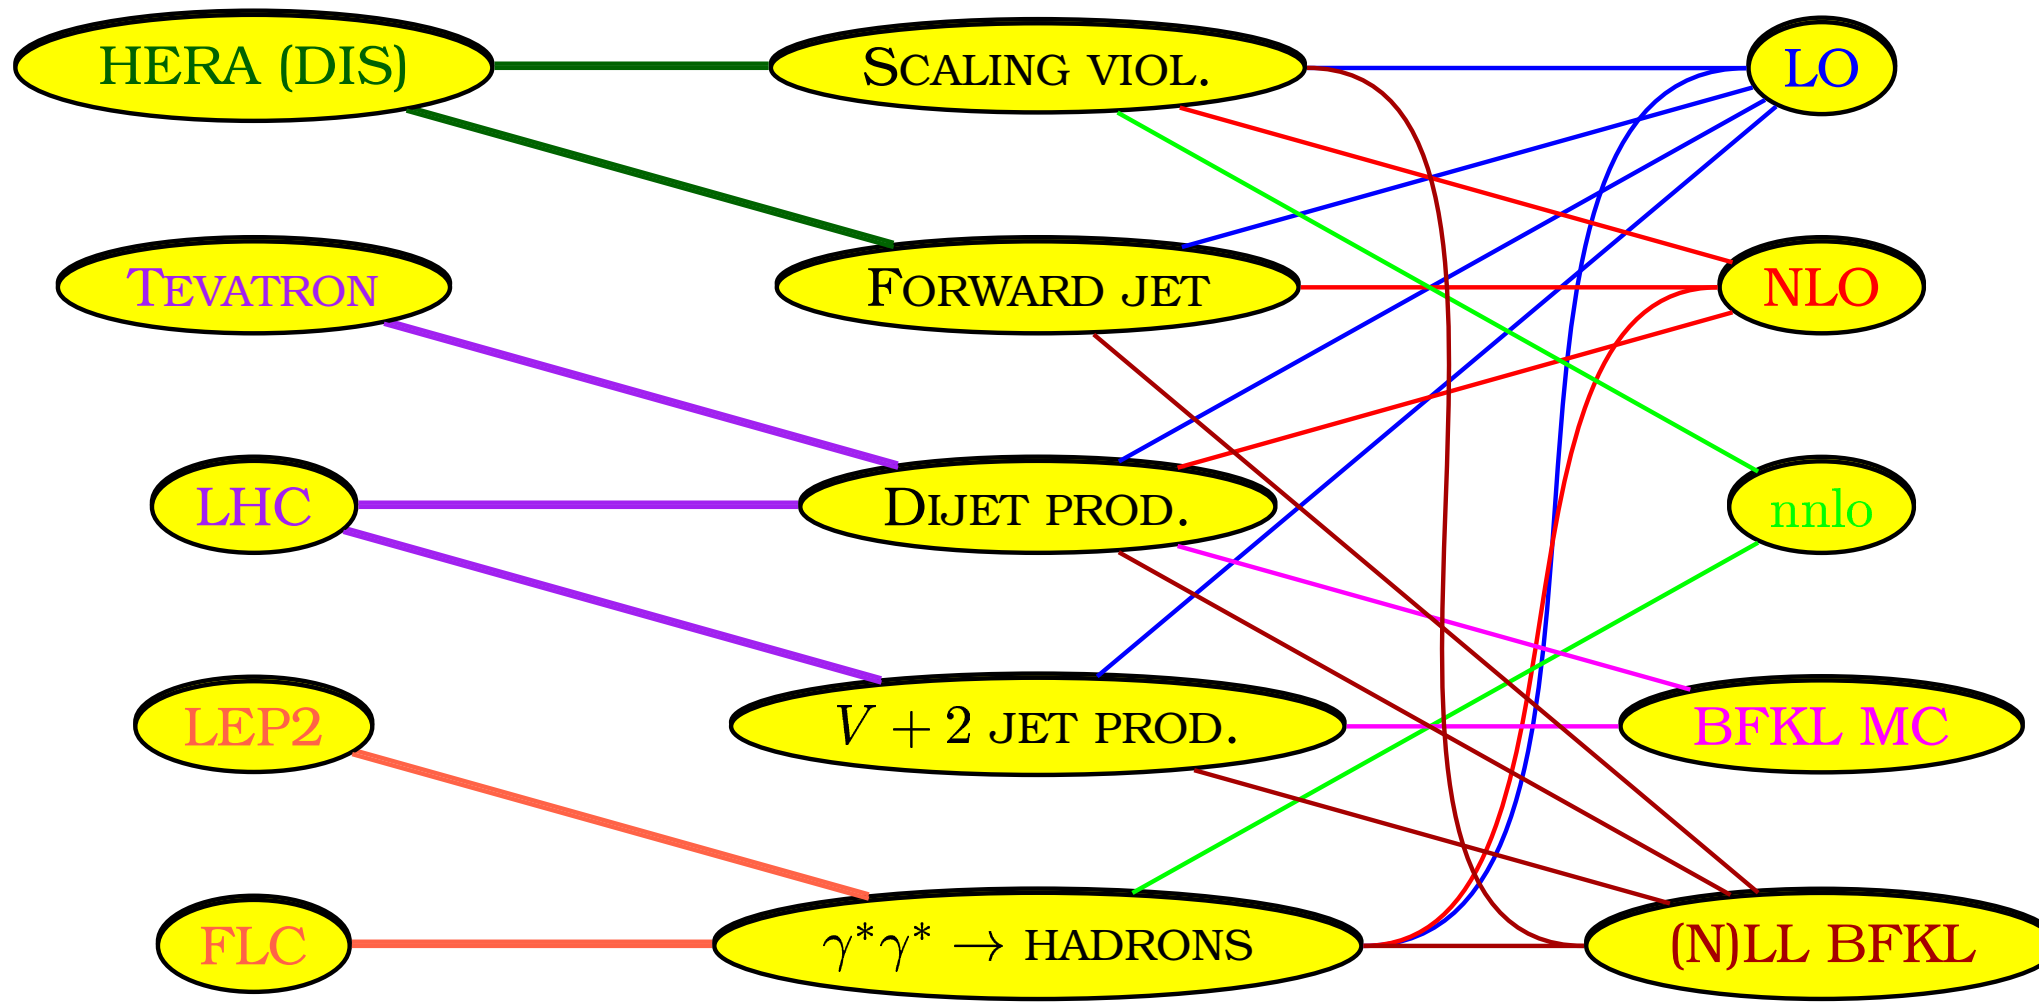 HERA (DIS)
SCALING VIOL.
LO
TEVATRON
FORWARD JET
NLO
LHC
DIJET PROD.
nnlo
LEP2
V + 2 JET PROD.
BFKL MC
FLC
γ*γ* → HADRONS
(N)LL BFKL